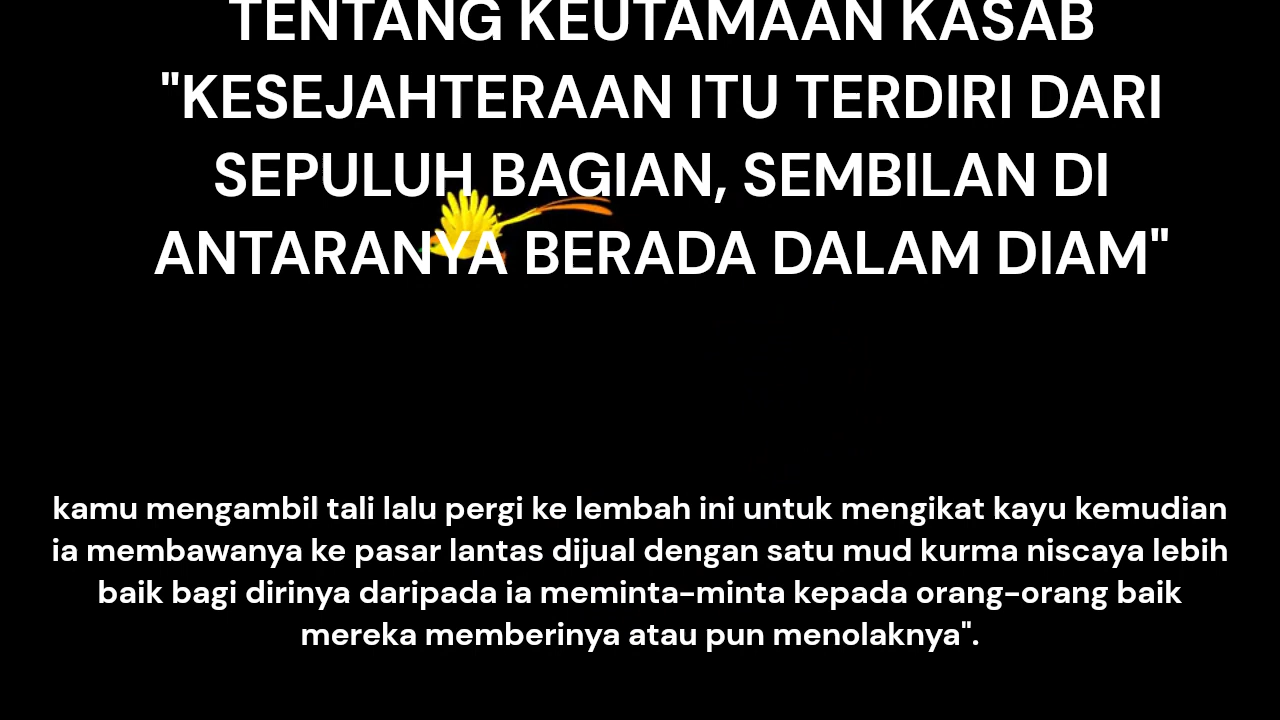 TENTANG KEUTAMAAN KASAB
"KESEJAHTERAAN ITU TERDIRI DARI
SEPULUH BAGIAN, SEMBILAN DI
ANTARANYA BERADA DALAM DIAM"
kamu mengambil tali lalu pergi ke lembah ini untuk mengikat kayu kemudian
ia membawanya ke pasar lantas dijual dengan satu mud kurma niscaya lebih
baik bagi dirinya daripada ia meminta-minta kepada orang-orang baik
mereka memberinya atau pun menolaknya".